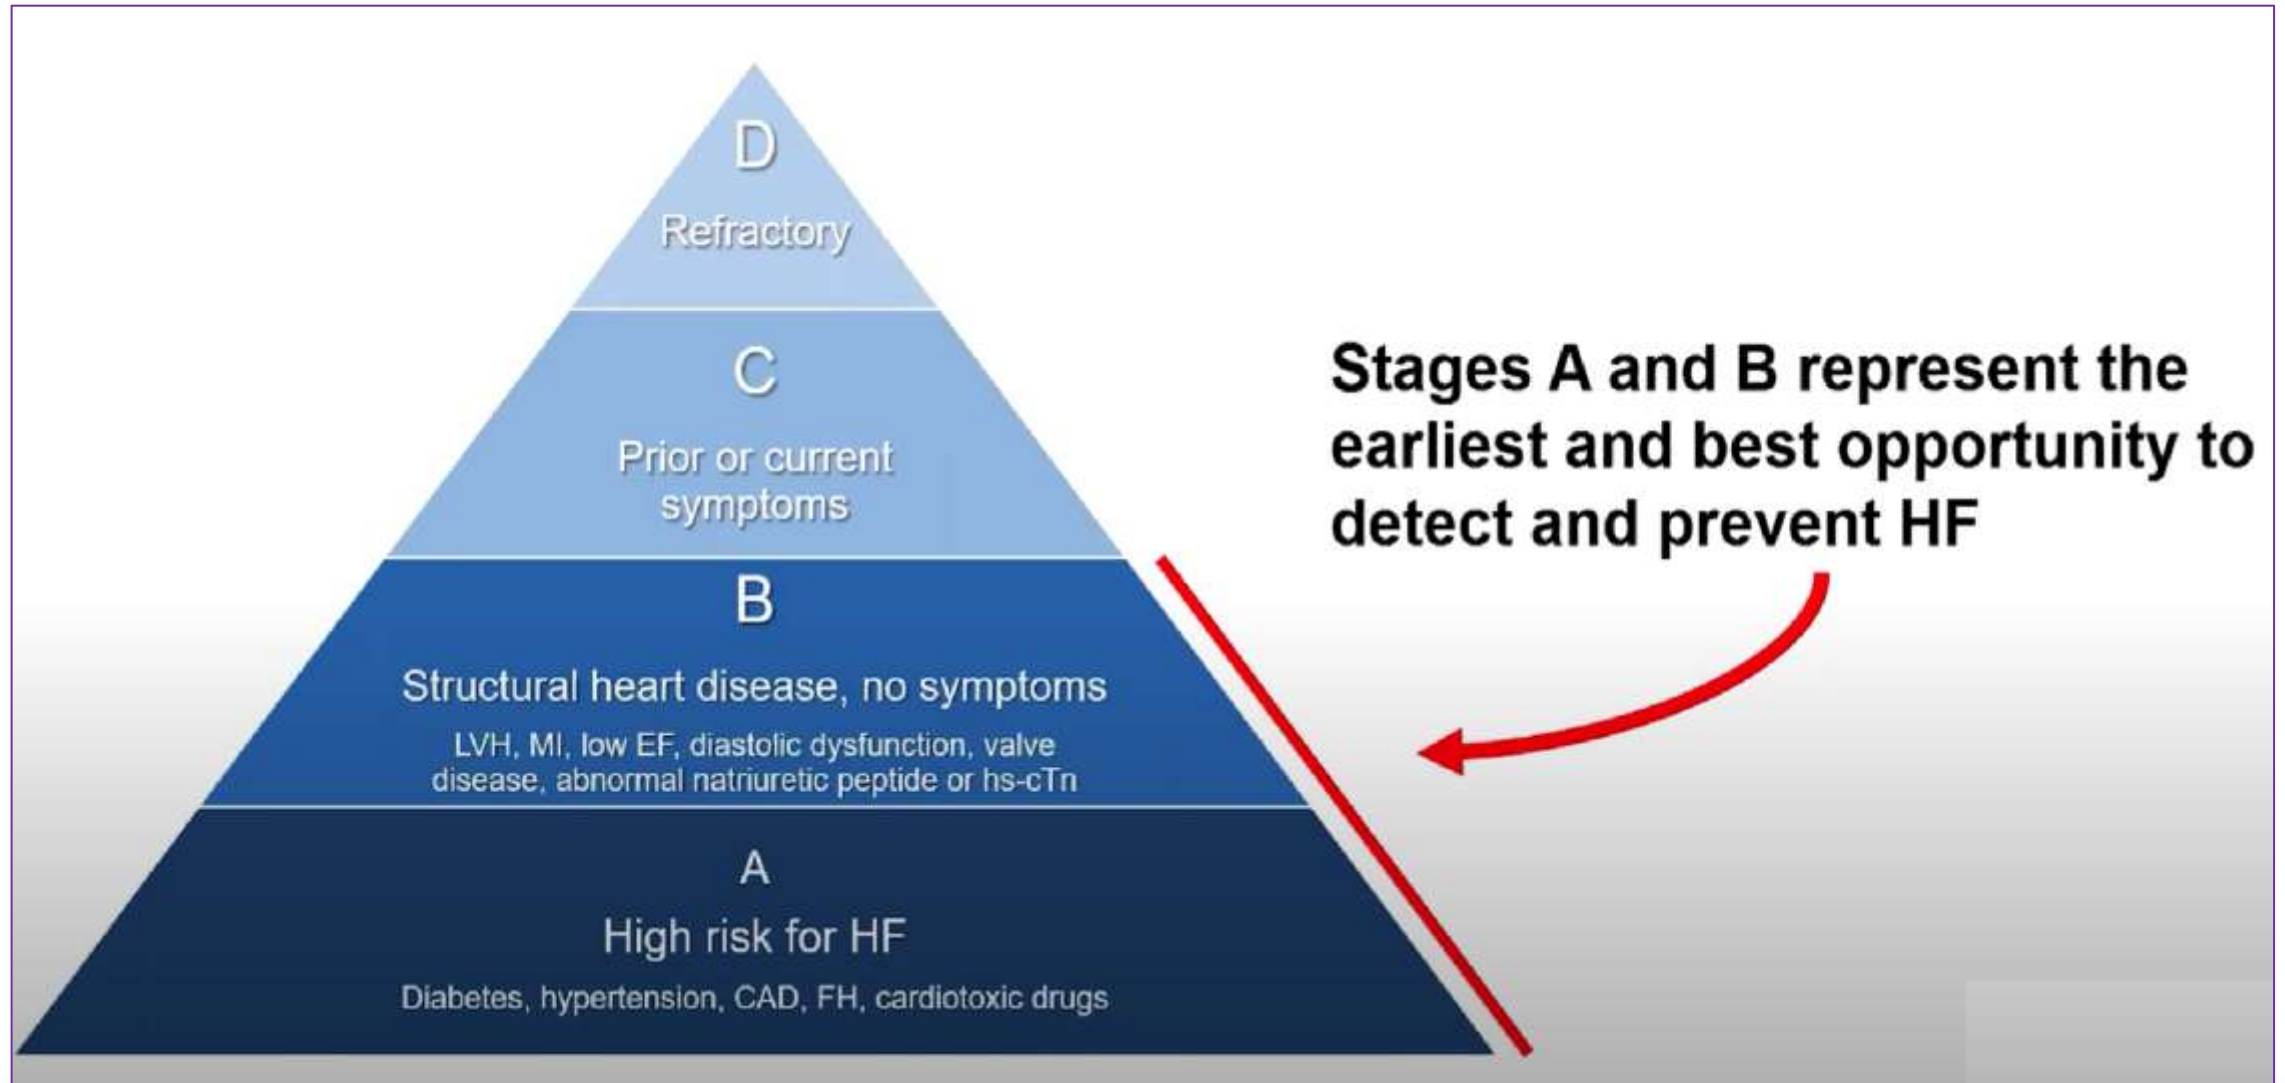 D
Refractory
C
Prior or current
symptoms
B
Structural heart disease, no symptoms
LVH, MI, low EF, diastolic dysfunction, valve
disease, abnormal natriuretic peptide or hs-cTn
A
High risk for HF
Diabetes, hypertension, CAD, FH, cardiotoxic drugs
Stages A and B represent the
earliest and best opportunity to
detect and prevent HF